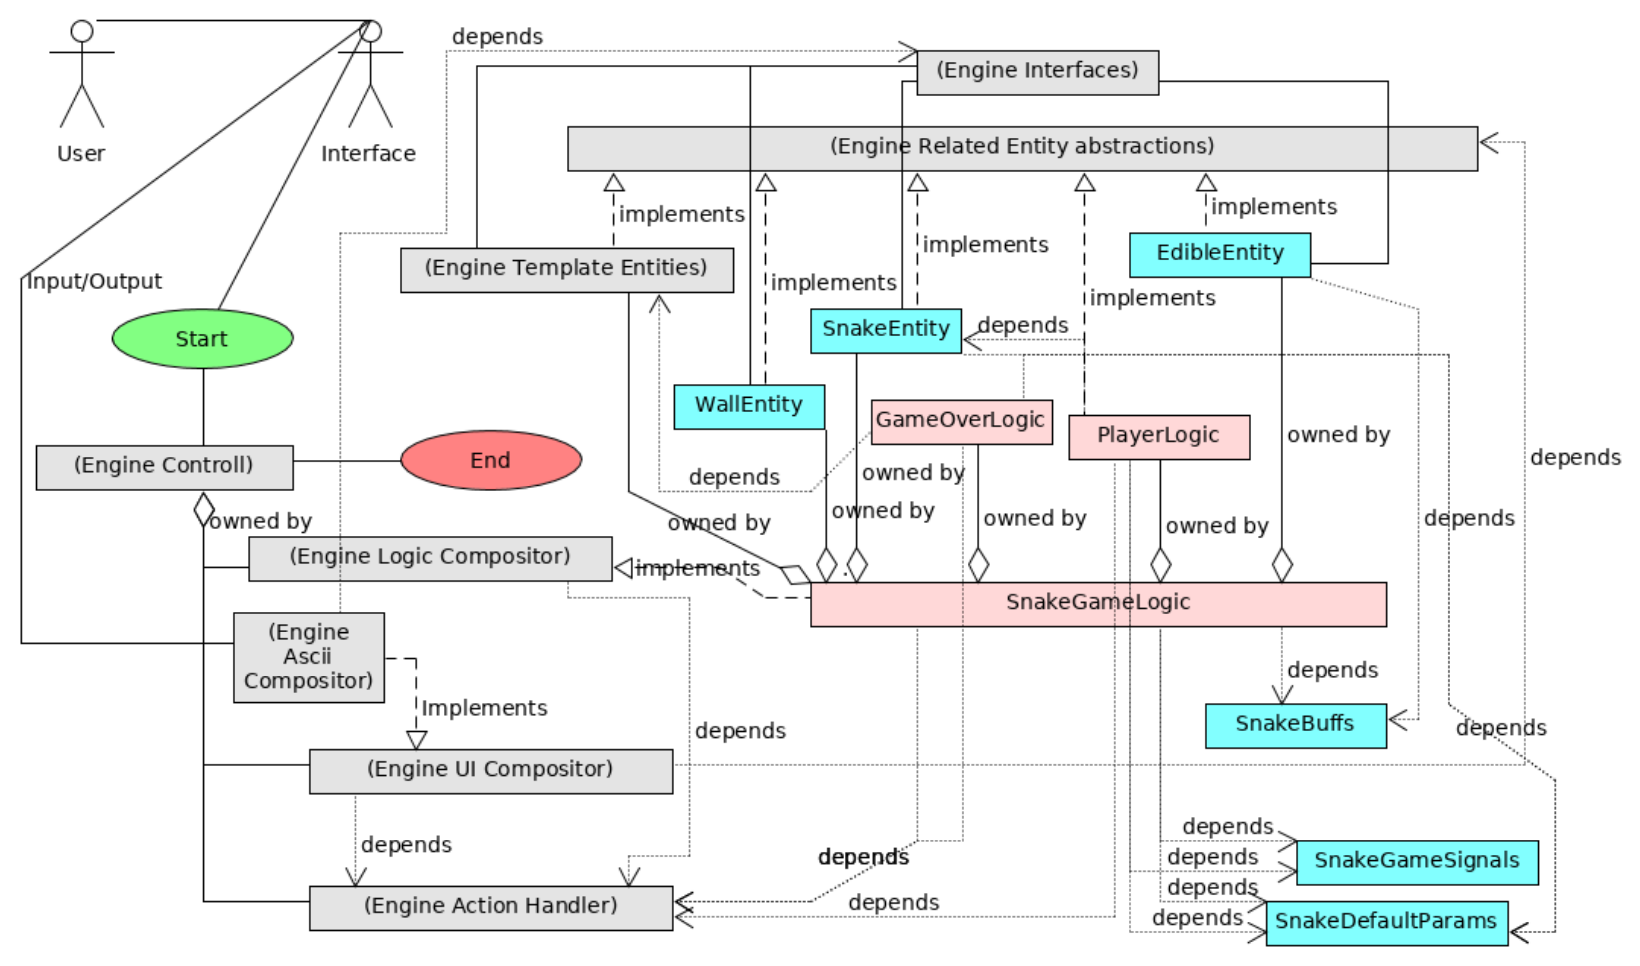 depends
(Engine Interfaces)
(Engine Related Entity abstractions)
User
Interface
implements
implements
implements
EdibleEntity
(Engine Template Entities)
Input/Output
implements
implements
Start
SnakeEntity
depends
WallEntity
GameOverLogic
PlayerLogic
owned by
(Engine Controll)
End
depends
owned by
depends
owned by
owned by
owned by
owned by
owned by
depends
(Engine Logic Compositor)
implements
SnakeGameLogic
(Engine
Ascii
Compositor)
depends
Implements
depends
SnakeBuffs
depends
(Engine UI Compositor)
depends
depends
depends
depends
SnakeGameSignals
depends
depends
(Engine Action Handler)
depends
SnakeDefaultParams